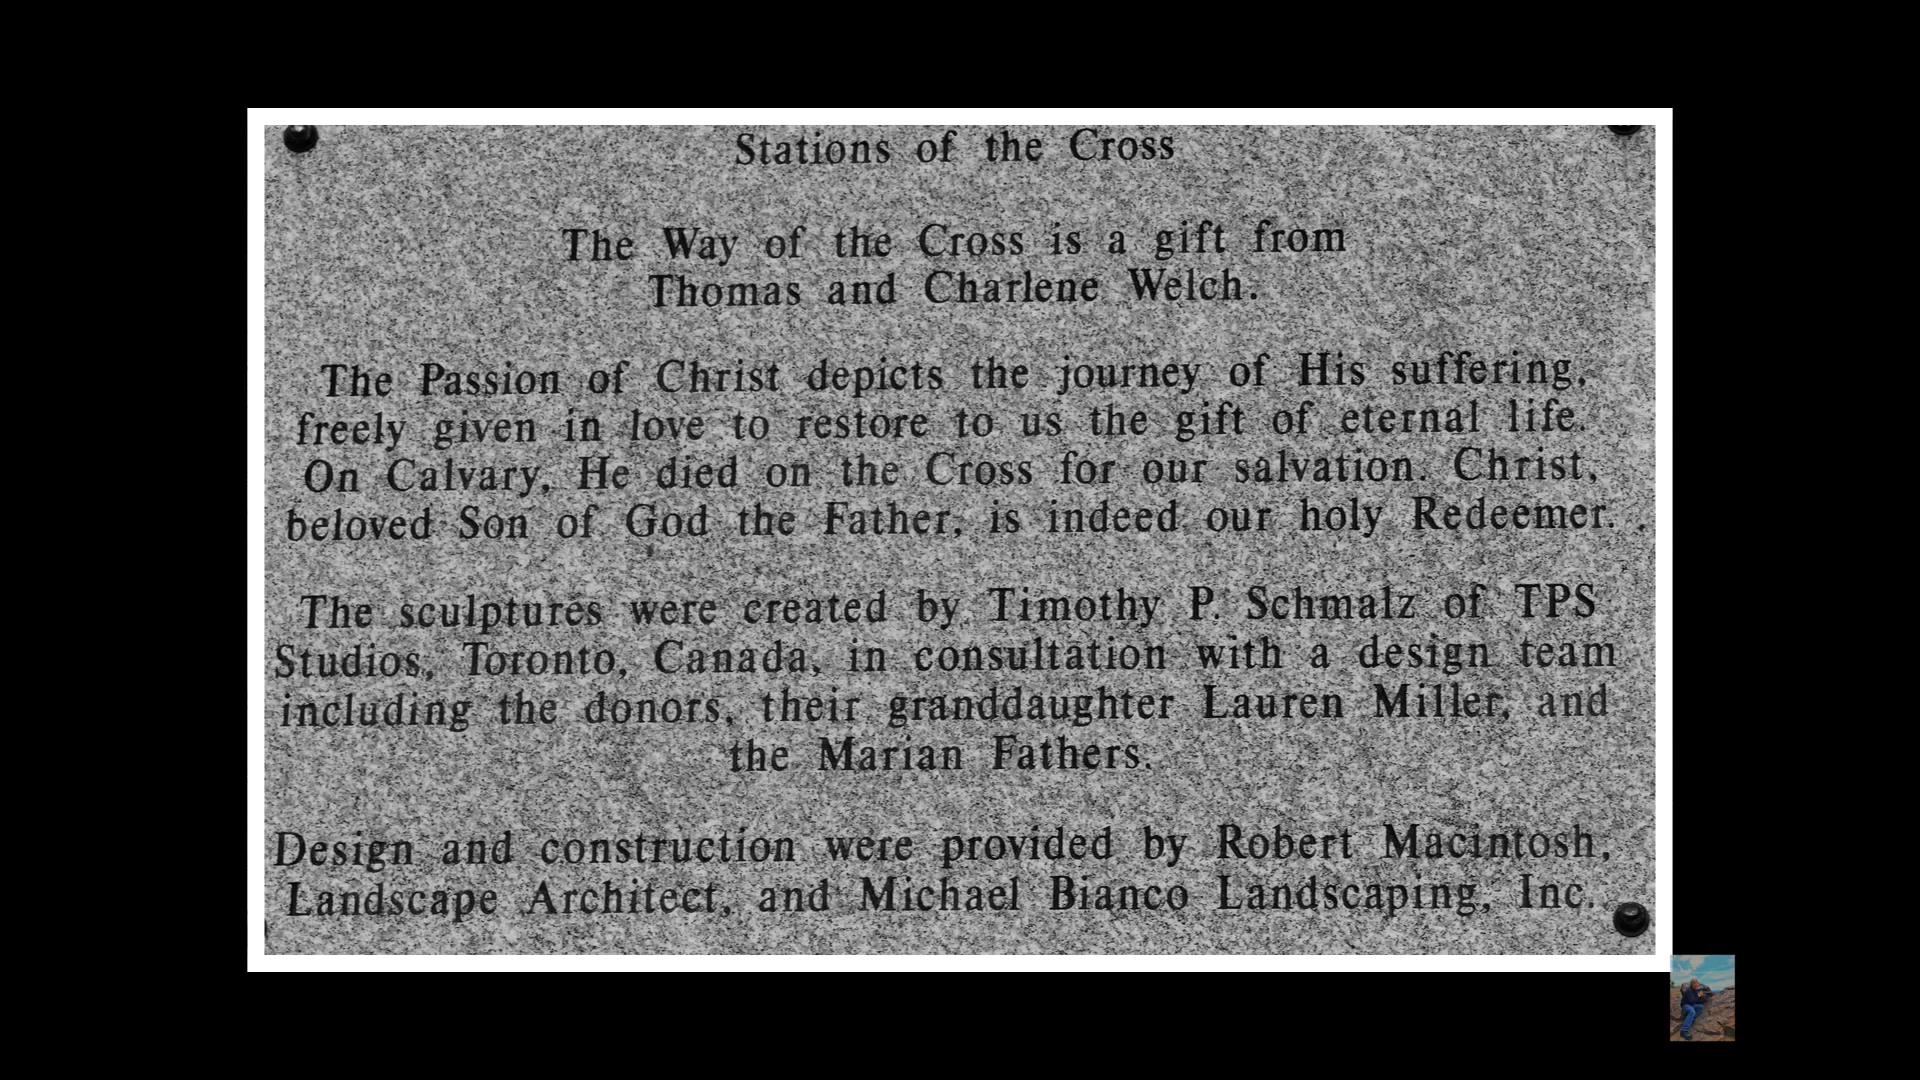 Stations of the Cross
The Way of the Cross is a gift from
Thomas and Charlene Welch.
The Passion of Christ depicts the journey of His suffering,
freely given in love to restore to us the gift of eternal life.
On Calvary, He died on the Cross for our salvation. Christ,
beloved Son of God the Father, is indeed our holy Redeemer.
The sculptures were created by Timothy P. Schmalz of TPS
Studios, Toronto, Canada, in consultation with a design team
including the donors, their granddaughter Lauren Miller, and
the Marian Fathers.
Design and construction were provided by Robert Macintosh,
Landscape Architect, and Michael Bianco Landscaping, Inc.